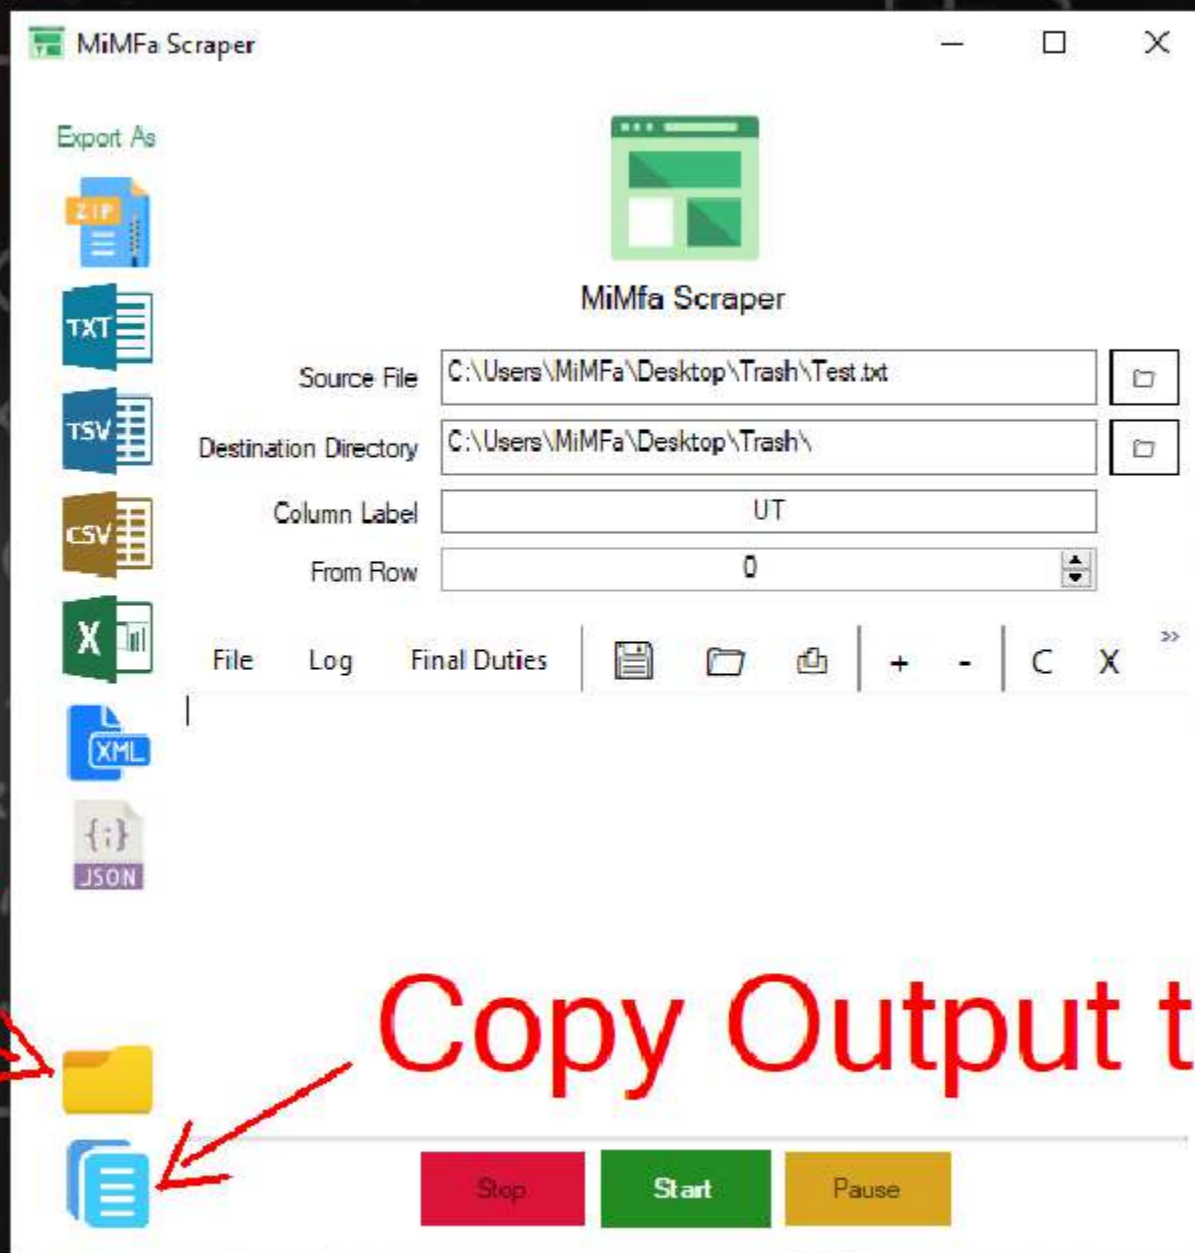 MiMFa Scraper
Export As
ZIP
TXT
TSV
CSV
X
XML
{;}
JSON
MiMfa Scraper
Source File C:\Users\MiMFa\Desktop\Trash\Test.txt
Destination Directory C:\Users\MiMFa\Desktop\Trash\
Column Label UT
From Row 0
File Log Final Duties + - C X »
Copy Output t
Stop Start Pause